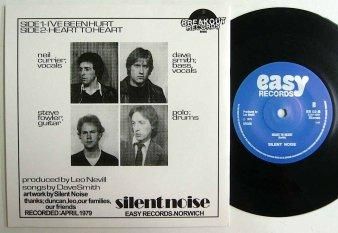 SIDE 1-I'VE BEEN HURT
SIDE 2-HEART TO HEART
BREAKOUT
RECORDS
neil
currier;
vocals
dave
smith;
bass,
vocals
steve
fowler;
guitar
polo;
drums
produced by Leo Nevill
songs by Dave Smith
artwork by Silent Noise
thanks; duncan, leo, our families,
our friends
RECORDED: APRIL 1979
silent noise
EASY RECORDS. NORWICH
easy
RECORDS
B
HEART TO HEART
SILENT NOISE